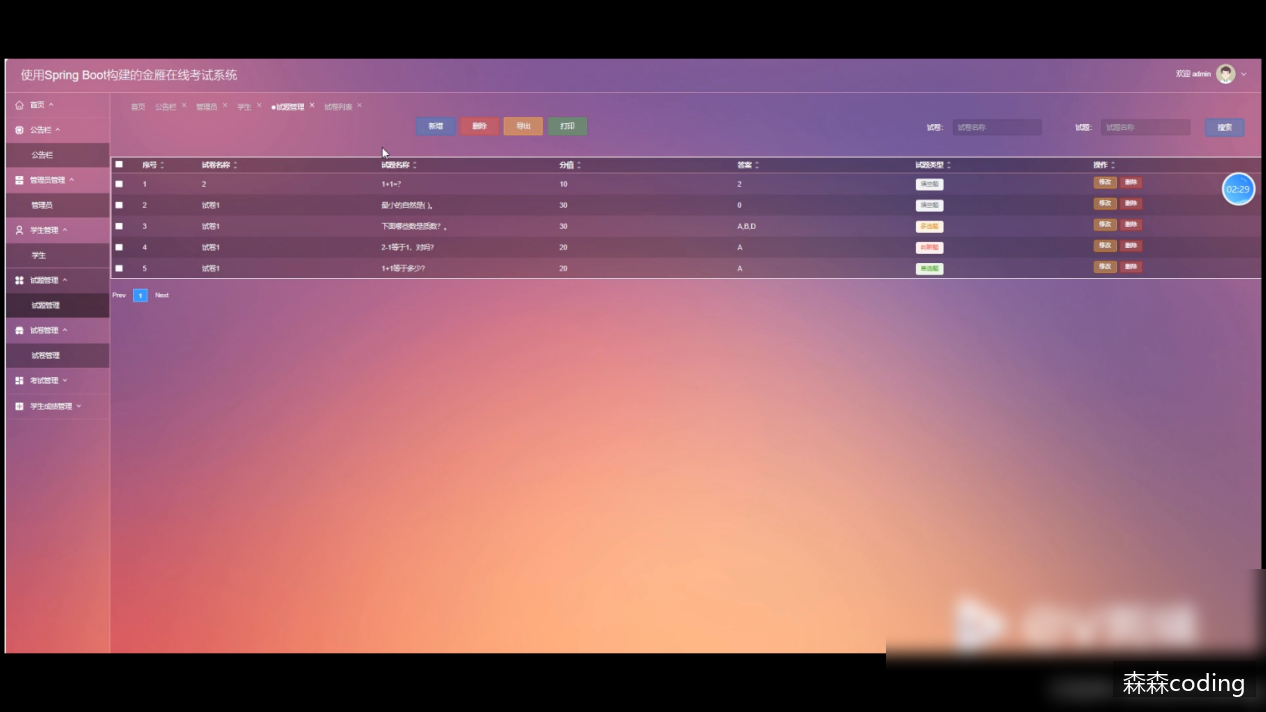 使用Spring Boot构建的金雁在线考试系统
欢迎 admin
首页
公告栏
公告栏
管理员管理
管理员
学生管理
学生
试题管理
试题管理
试卷管理
试卷管理
考试管理
学生成绩管理
首页 公告栏 管理员 学生 试题管理 试卷列表
新增 删除 导出 打印
试卷: 试卷名称 试题: 试题名称 搜索
序号 试卷名称 试题名称 分值 答案 试题类型 操作
1 2 1+1=? 10 2 填空题 修改 删除
2 试卷1 最小的自然是( )。 30 0 填空题 修改 删除
3 试卷1 下面哪些数是质数？。 30 A,B,D 多选题 修改 删除
4 试卷1 2-1等于1，对吗? 20 A 判断题 修改 删除
5 试卷1 1+1等于多少? 20 A 单选题 修改 删除
Prev 1 Next
02:29
森森coding